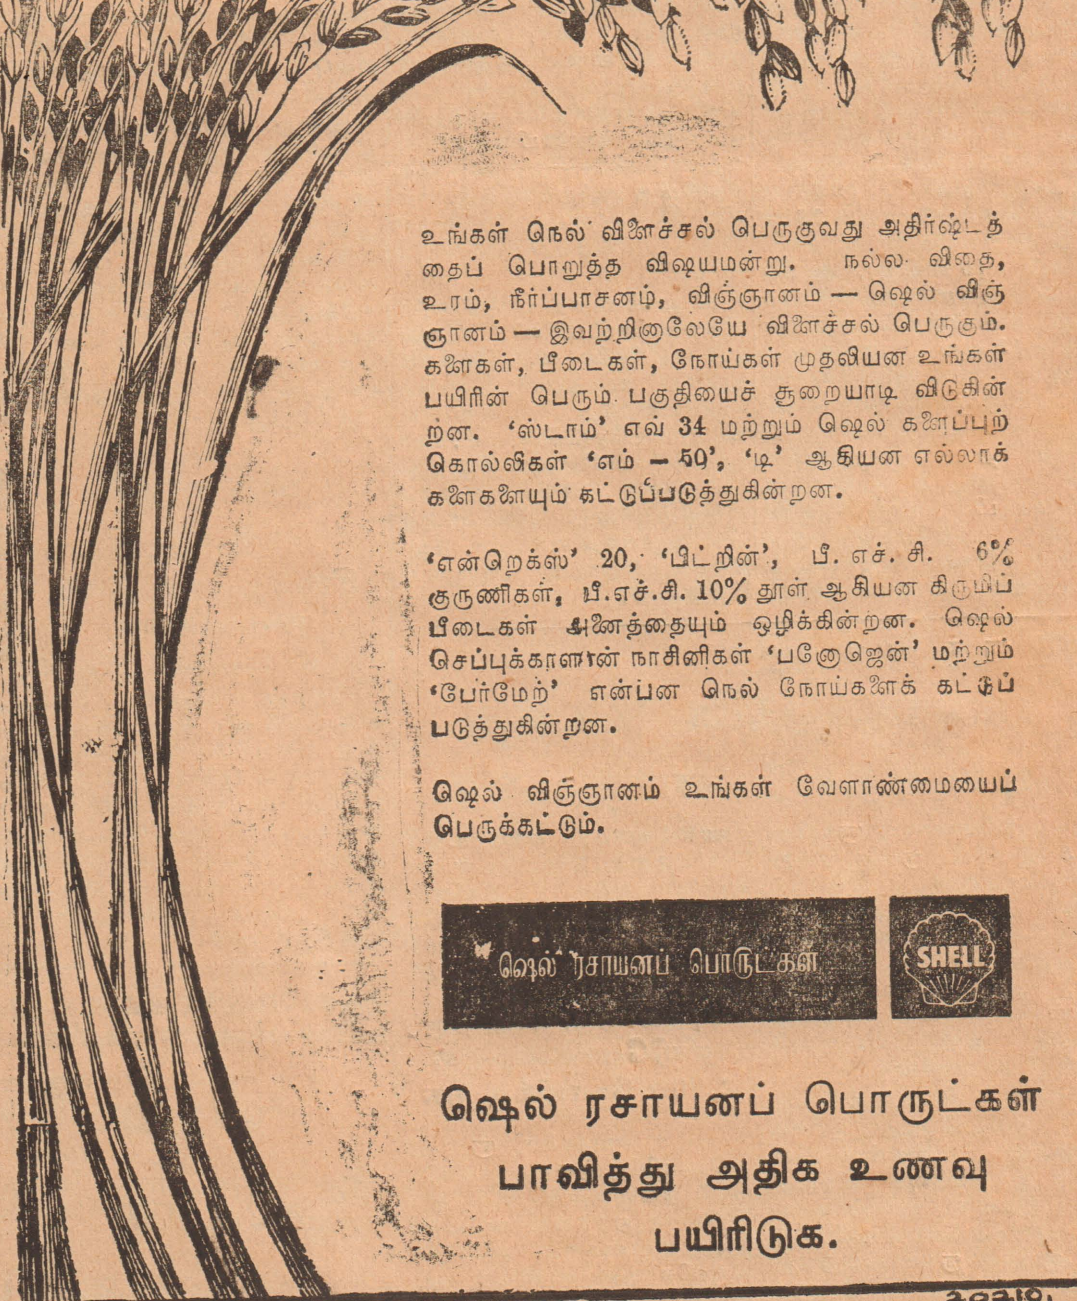 உங்கள் நெல் விளைச்சல் பெருகுவது அதிர்ஷ்டத்
தைப் பொறுத்த விஷயமன்று. நல்ல விதை,
உரம், நீர்ப்பாசனம், விஞ்ஞானம் — ஷெல் விஞ்
ஞானம் — இவற்றினாலேயே விளைச்சல் பெருகும்.
களைகள், பீடைகள், நோய்கள் முதலியன உங்கள்
பயிரின் பெரும் பகுதியைச் சூறையாடி விடுகின்
றன. ‘ஸ்டாம்’ எவ் 34 மற்றும் ஷெல் களைப்புற்
கொல்லிகள் ‘எம் — 50’, ‘டி’ ஆகியன எல்லாக்
களைகளையும் கட்டுப்படுத்துகின்றன.
‘என்றெக்ஸ்’ 20, ‘பிட்றின்’, பீ. எச். சி. 6%
குருணிகள், பீ.எச்.சி. 10% தூள் ஆகியன கிருமிப்
பீடைகள் அனைத்தையும் ஒழிக்கின்றன. ஷெல்
செப்புக்காளான் நாசினிகள் ‘பனோஜென்’ மற்றும்
‘பேர்மேற்’ என்பன நெல் நோய்களைக் கட்டுப்
படுத்துகின்றன.
ஷெல் விஞ்ஞானம் உங்கள் வேளாண்மையைப்
பெருக்கட்டும்.
ஷெல் ரசாயனப் பொருட்கள்
SHELL
ஷெல் ரசாயனப் பொருட்கள்
பாவித்து அதிக உணவு
பயிரிடுக.